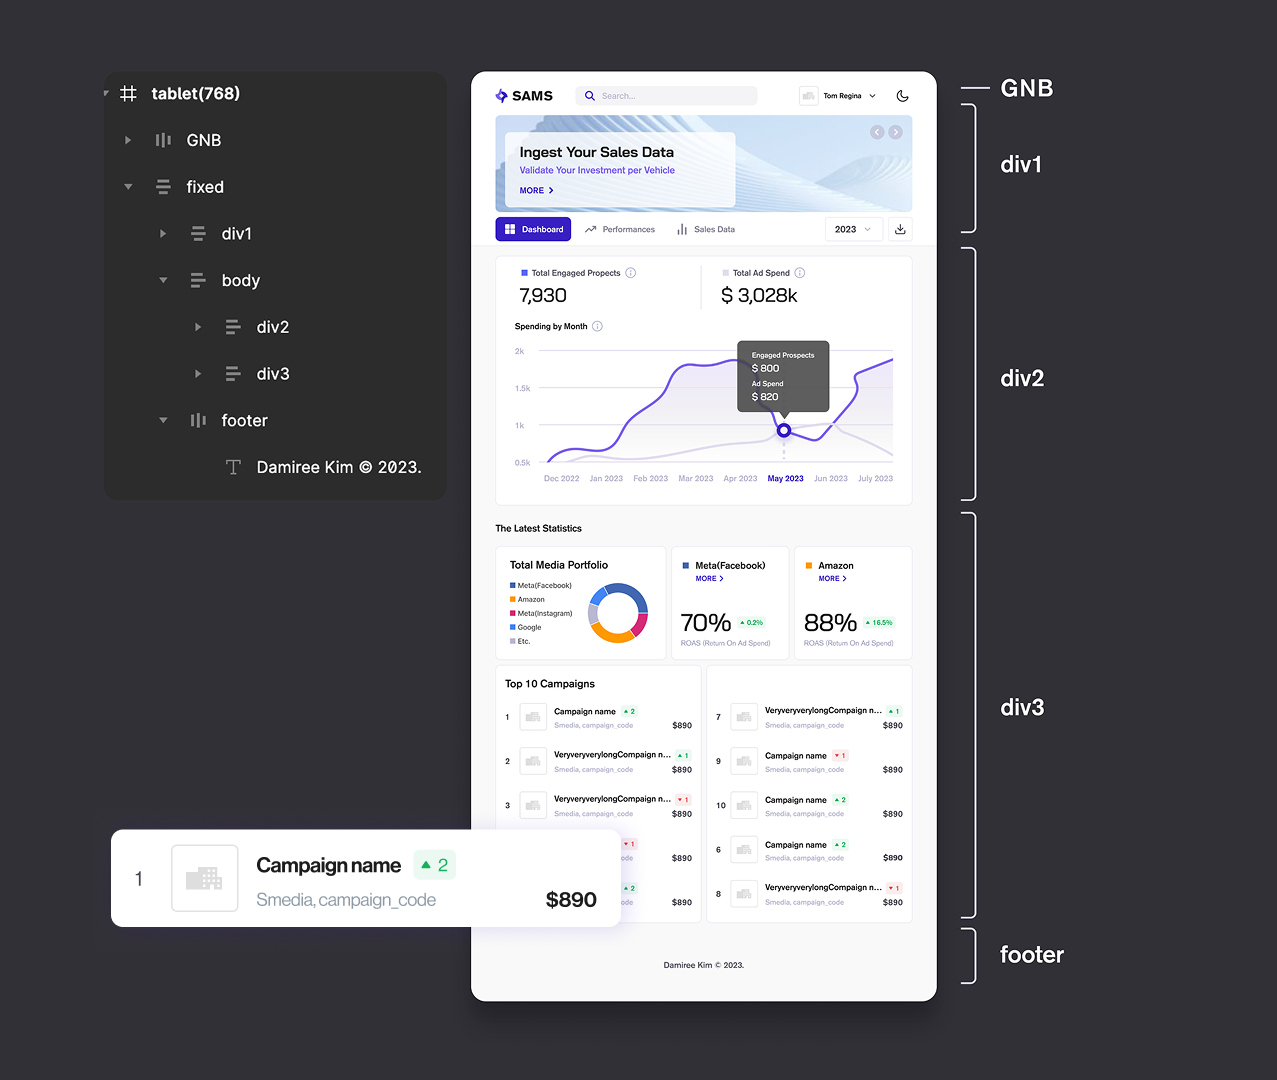 tablet(768)
GNB
fixed
div1
body
div2
div3
footer
Damiree Kim © 2023.
SAMS
Search...
Tom Regina
Ingest Your Sales Data
Validate Your Investment per Vehicle
MORE
Dashboard
Performances
Sales Data
2023
Total Engaged Propects
7,930
Total Ad Spend
$ 3,028k
Spending by Month
2k
1.5k
1k
0.5k
Engaged Prospects
$ 800
Ad Spend
$ 820
Dec 2022 Jan 2023 Feb 2023 Mar 2023 Apr 2023 May 2023 Jun 2023 July 2023
The Latest Statistics
Total Media Portfolio
Meta(Facebook)
Amazon
Meta(Instagram)
Google
Etc.
Meta(Facebook)
MORE
70% 0.2%
ROAS (Return On Ad Spend)
Amazon
MORE
88% 16.5%
ROAS (Return On Ad Spend)
Top 10 Campaigns
1 Campaign name 2
Smedia, campaign_code $890
2 VeryveryverylongCompaign n... 1
Smedia, campaign_code $890
3 VeryveryverylongCompaign n... 1
Smedia, campaign_code $890
1
$890
2
$890
7 VeryveryverylongCompaign n... 1
Smedia, campaign_code $890
9 Campaign name 1
Smedia, campaign_code $890
10 Campaign name 2
Smedia, campaign_code $890
6 Campaign name 2
Smedia, campaign_code $890
8 VeryveryverylongCompaign n... 1
Smedia, campaign_code $890
1 Campaign name 2
Smedia, campaign_code $890
Damiree Kim © 2023.
GNB
div1
div2
div3
footer